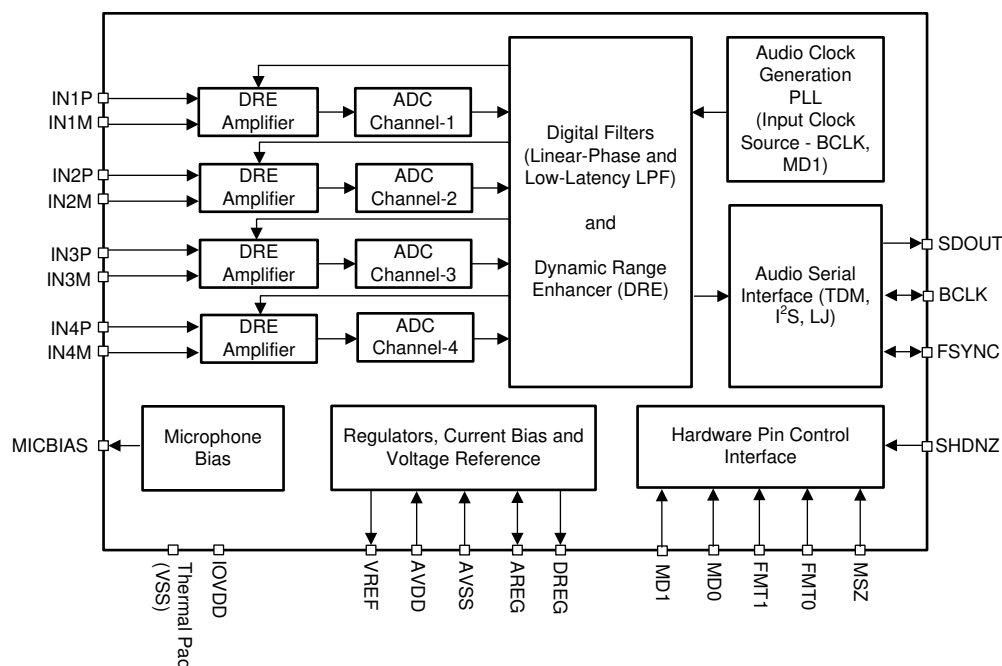 IN1P
IN1M
DRE
Amplifier
ADC
Channel-1
IN2P
IN2M
DRE
Amplifier
ADC
Channel-2
IN3P
IN3M
DRE
Amplifier
ADC
Channel-3
IN4P
IN4M
DRE
Amplifier
ADC
Channel-4
Digital Filters
(Linear-Phase and
Low-Latency LPF)
and
Dynamic Range
Enhancer (DRE)
Audio Clock
Generation
PLL
(Input Clock
Source - BCLK,
MD1)
Audio Serial
Interface (TDM,
I²S, LJ)
SDOUT
BCLK
FSYNC
MICBIAS
Microphone
Bias
Regulators, Current Bias and
Voltage Reference
Hardware Pin Control
Interface
SHDNZ
Thermal Pad
(VSS)
IOVDD
VREF
AVDD
AVSS
AREG
DREG
MD1
MD0
FMT1
FMT0
MSZ